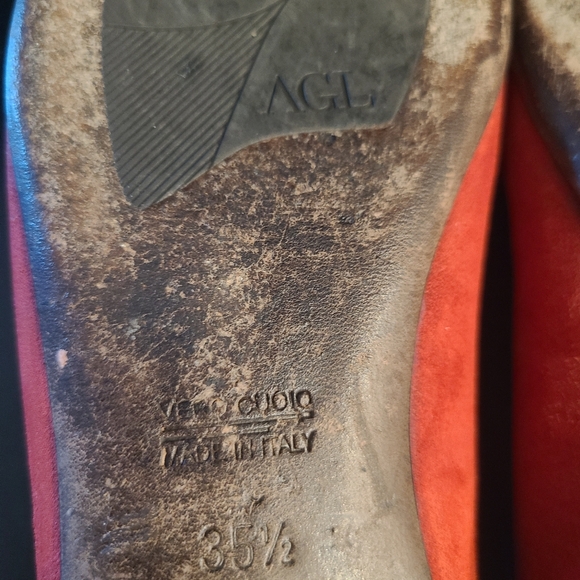 AGL
VERO CUOIO
MADE IN ITALY
35½